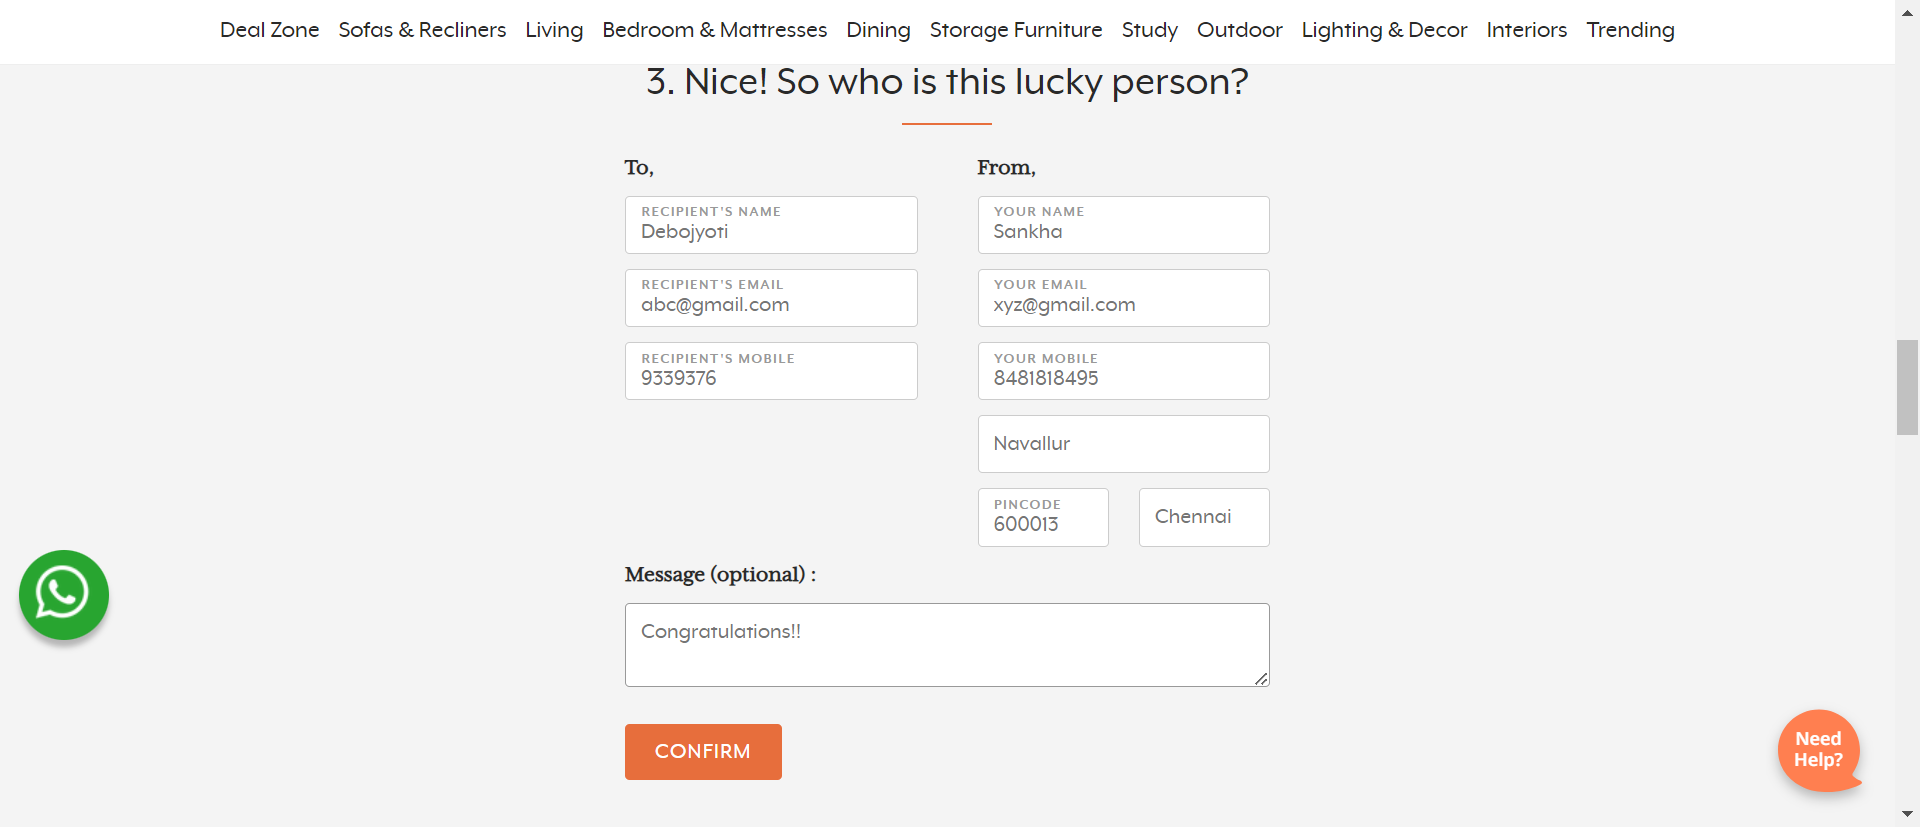 Deal Zone Sofas & Recliners Living Bedroom & Mattresses Dining Storage Furniture Study Outdoor Lighting & Decor Interiors Trending
3. Nice! So who is this lucky person?
To,
RECIPIENT'S NAME
Debojyoti
RECIPIENT'S EMAIL
abc@gmail.com
RECIPIENT'S MOBILE
9339376
From,
YOUR NAME
Sankha
YOUR EMAIL
xyz@gmail.com
YOUR MOBILE
8481818495
Navallur
PINCODE
600013
Chennai
Message (optional) :
Congratulations!!
CONFIRM
Need
Help?